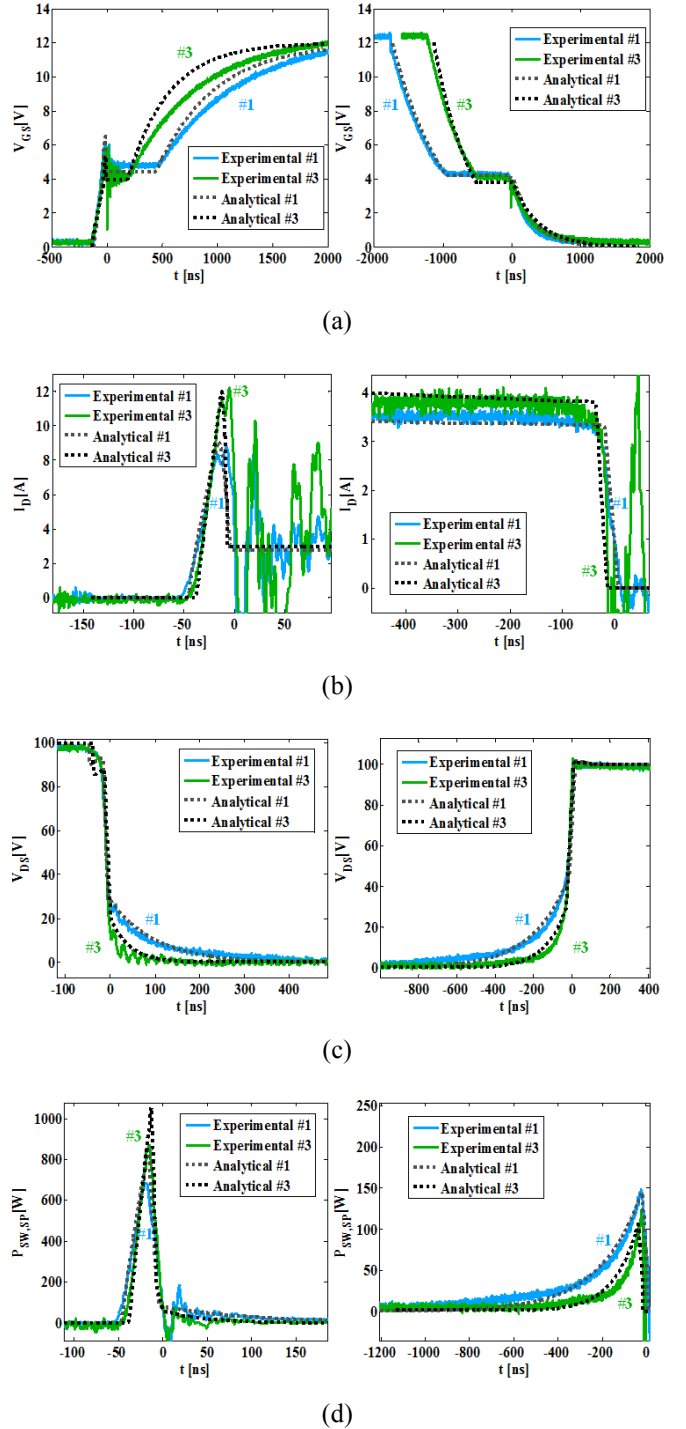 14
12
10
8
6
4
2
0
V_GS[V]
#3
#1
Experimental #1
Experimental #3
Analytical #1
Analytical #3
-500 0 500 1000 1500 2000
t [ns]
14
12
10
8
6
4
2
0
V_GS[V]
#1
#3
Experimental #1
Experimental #3
Analytical #1
Analytical #3
-2000 -1000 0 1000 2000
t [ns]
(a)
12
10
8
6
4
2
0
I_D[A]
Experimental #1
Experimental #3
Analytical #1
Analytical #3
#3
#1
-150 -100 -50 0 50
t [ns]
4
3
2
1
0
I_D[A]
Experimental #1
Experimental #3
Analytical #1
Analytical #3
#1
#3
-400 -300 -200 -100 0
t [ns]
(b)
100
80
60
40
20
0
V_DS[V]
Experimental #1
Experimental #3
Analytical #1
Analytical #3
#1
#3
-100 0 100 200 300 400
t [ns]
100
80
60
40
20
0
V_DS[V]
Experimental #1
Experimental #3
Analytical #1
Analytical #3
#1
#3
-800 -600 -400 -200 0 200 400
t [ns]
(c)
1000
800
600
400
200
0
P_SW,SP[W]
#3
#1
Experimental #1
Experimental #3
Analytical #1
Analytical #3
-100 -50 0 50 100 150
t [ns]
250
200
150
100
50
0
P_SW,SP[W]
Experimental #1
Experimental #3
Analytical #1
Analytical #3
#1
#3
-1200 -1000 -800 -600 -400 -200 0
t [ns]
(d)